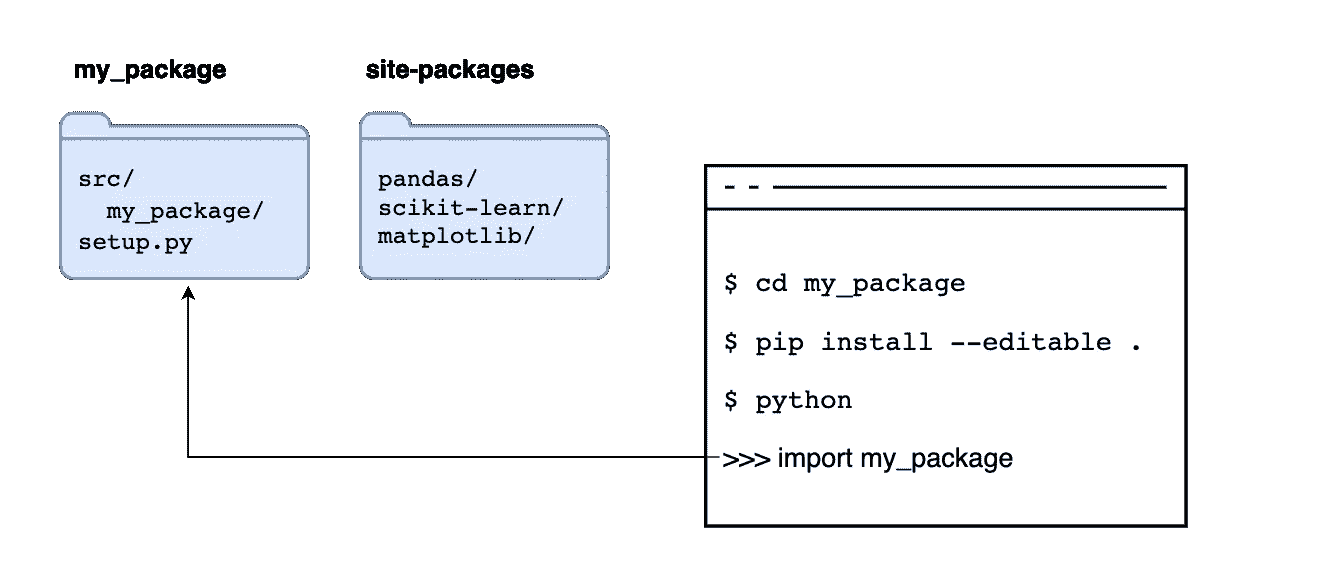 my_package
src/
my_package/
setup.py
site-packages
pandas/
scikit-learn/
matplotlib/
$ cd my_package
$ pip install --editable .
$ python
>>> import my_package